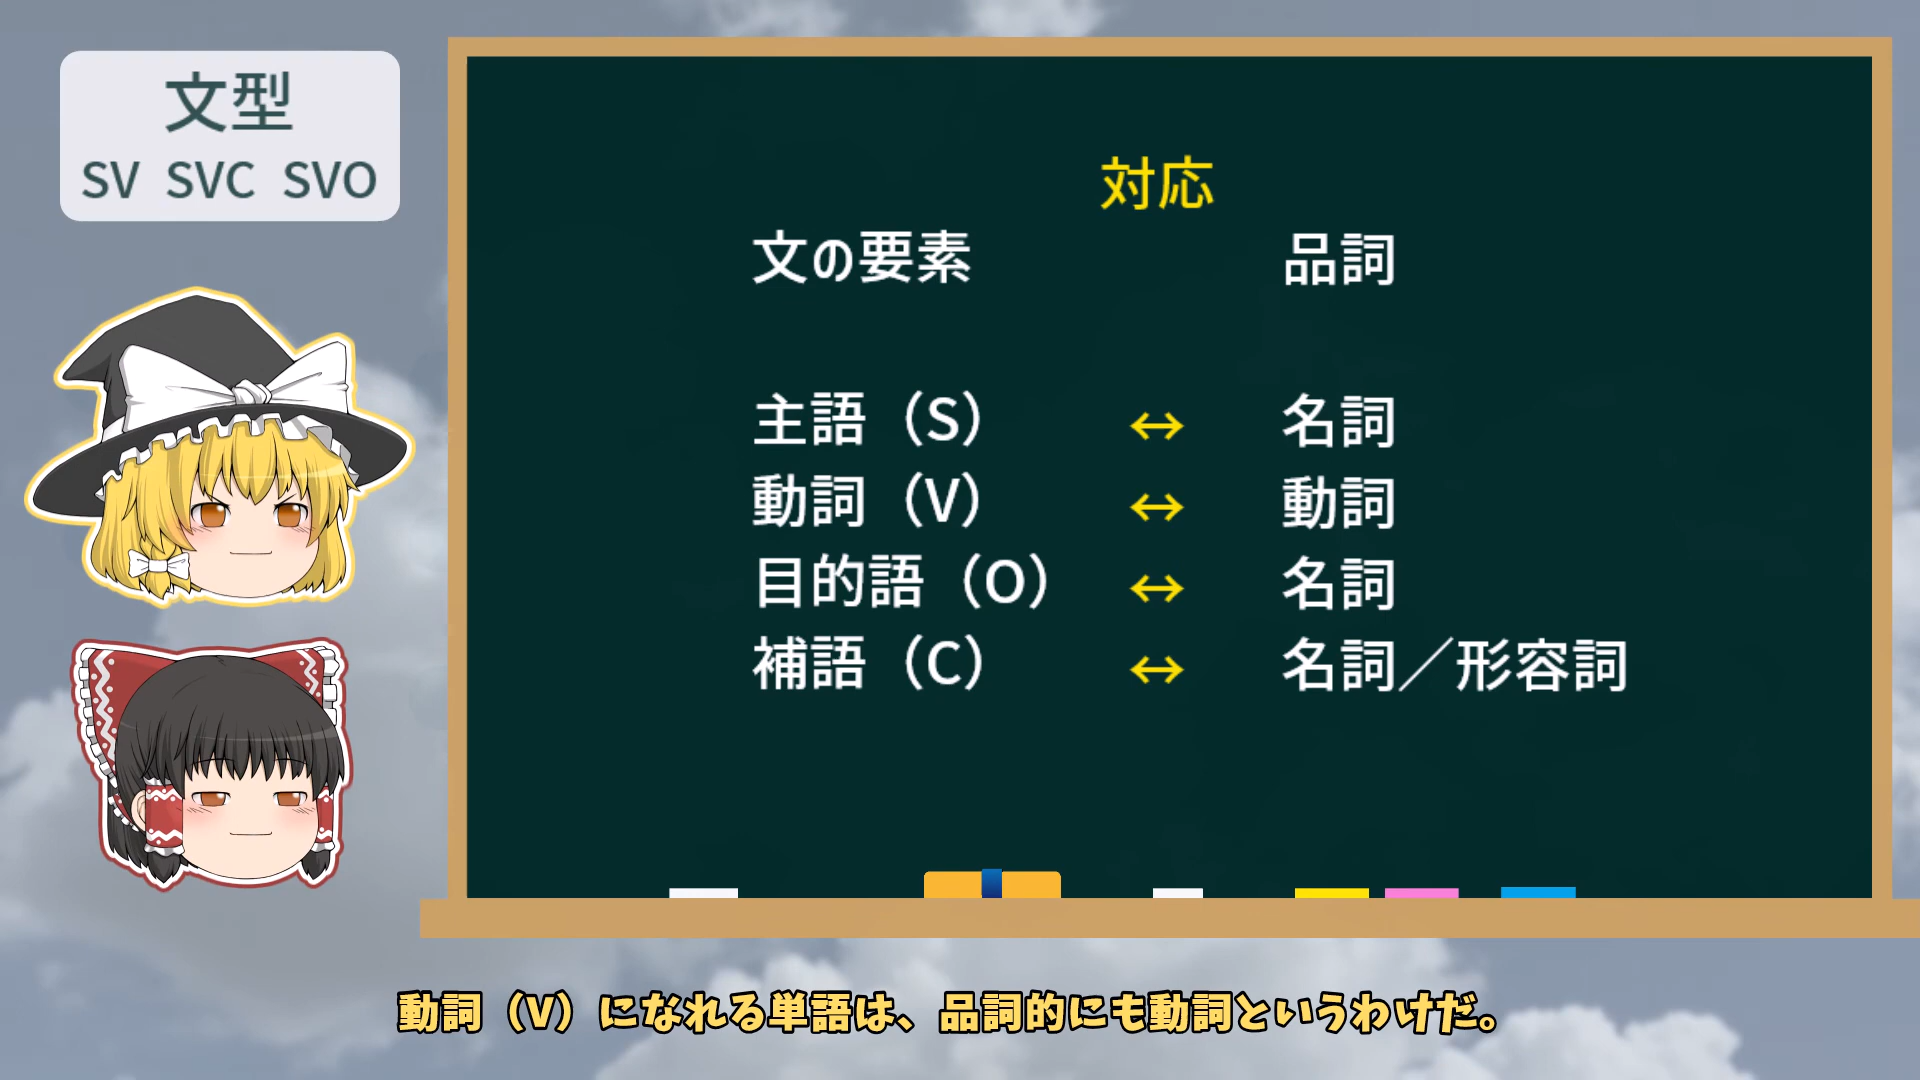 文型
SV SVC SVO
対応
文の要素 品詞
主語（S） ↔ 名詞
動詞（V） ↔ 動詞
目的語（O） ↔ 名詞
補語（C） ↔ 名詞／形容詞
動詞（V）になれる単語は、品詞的にも動詞というわけだ。